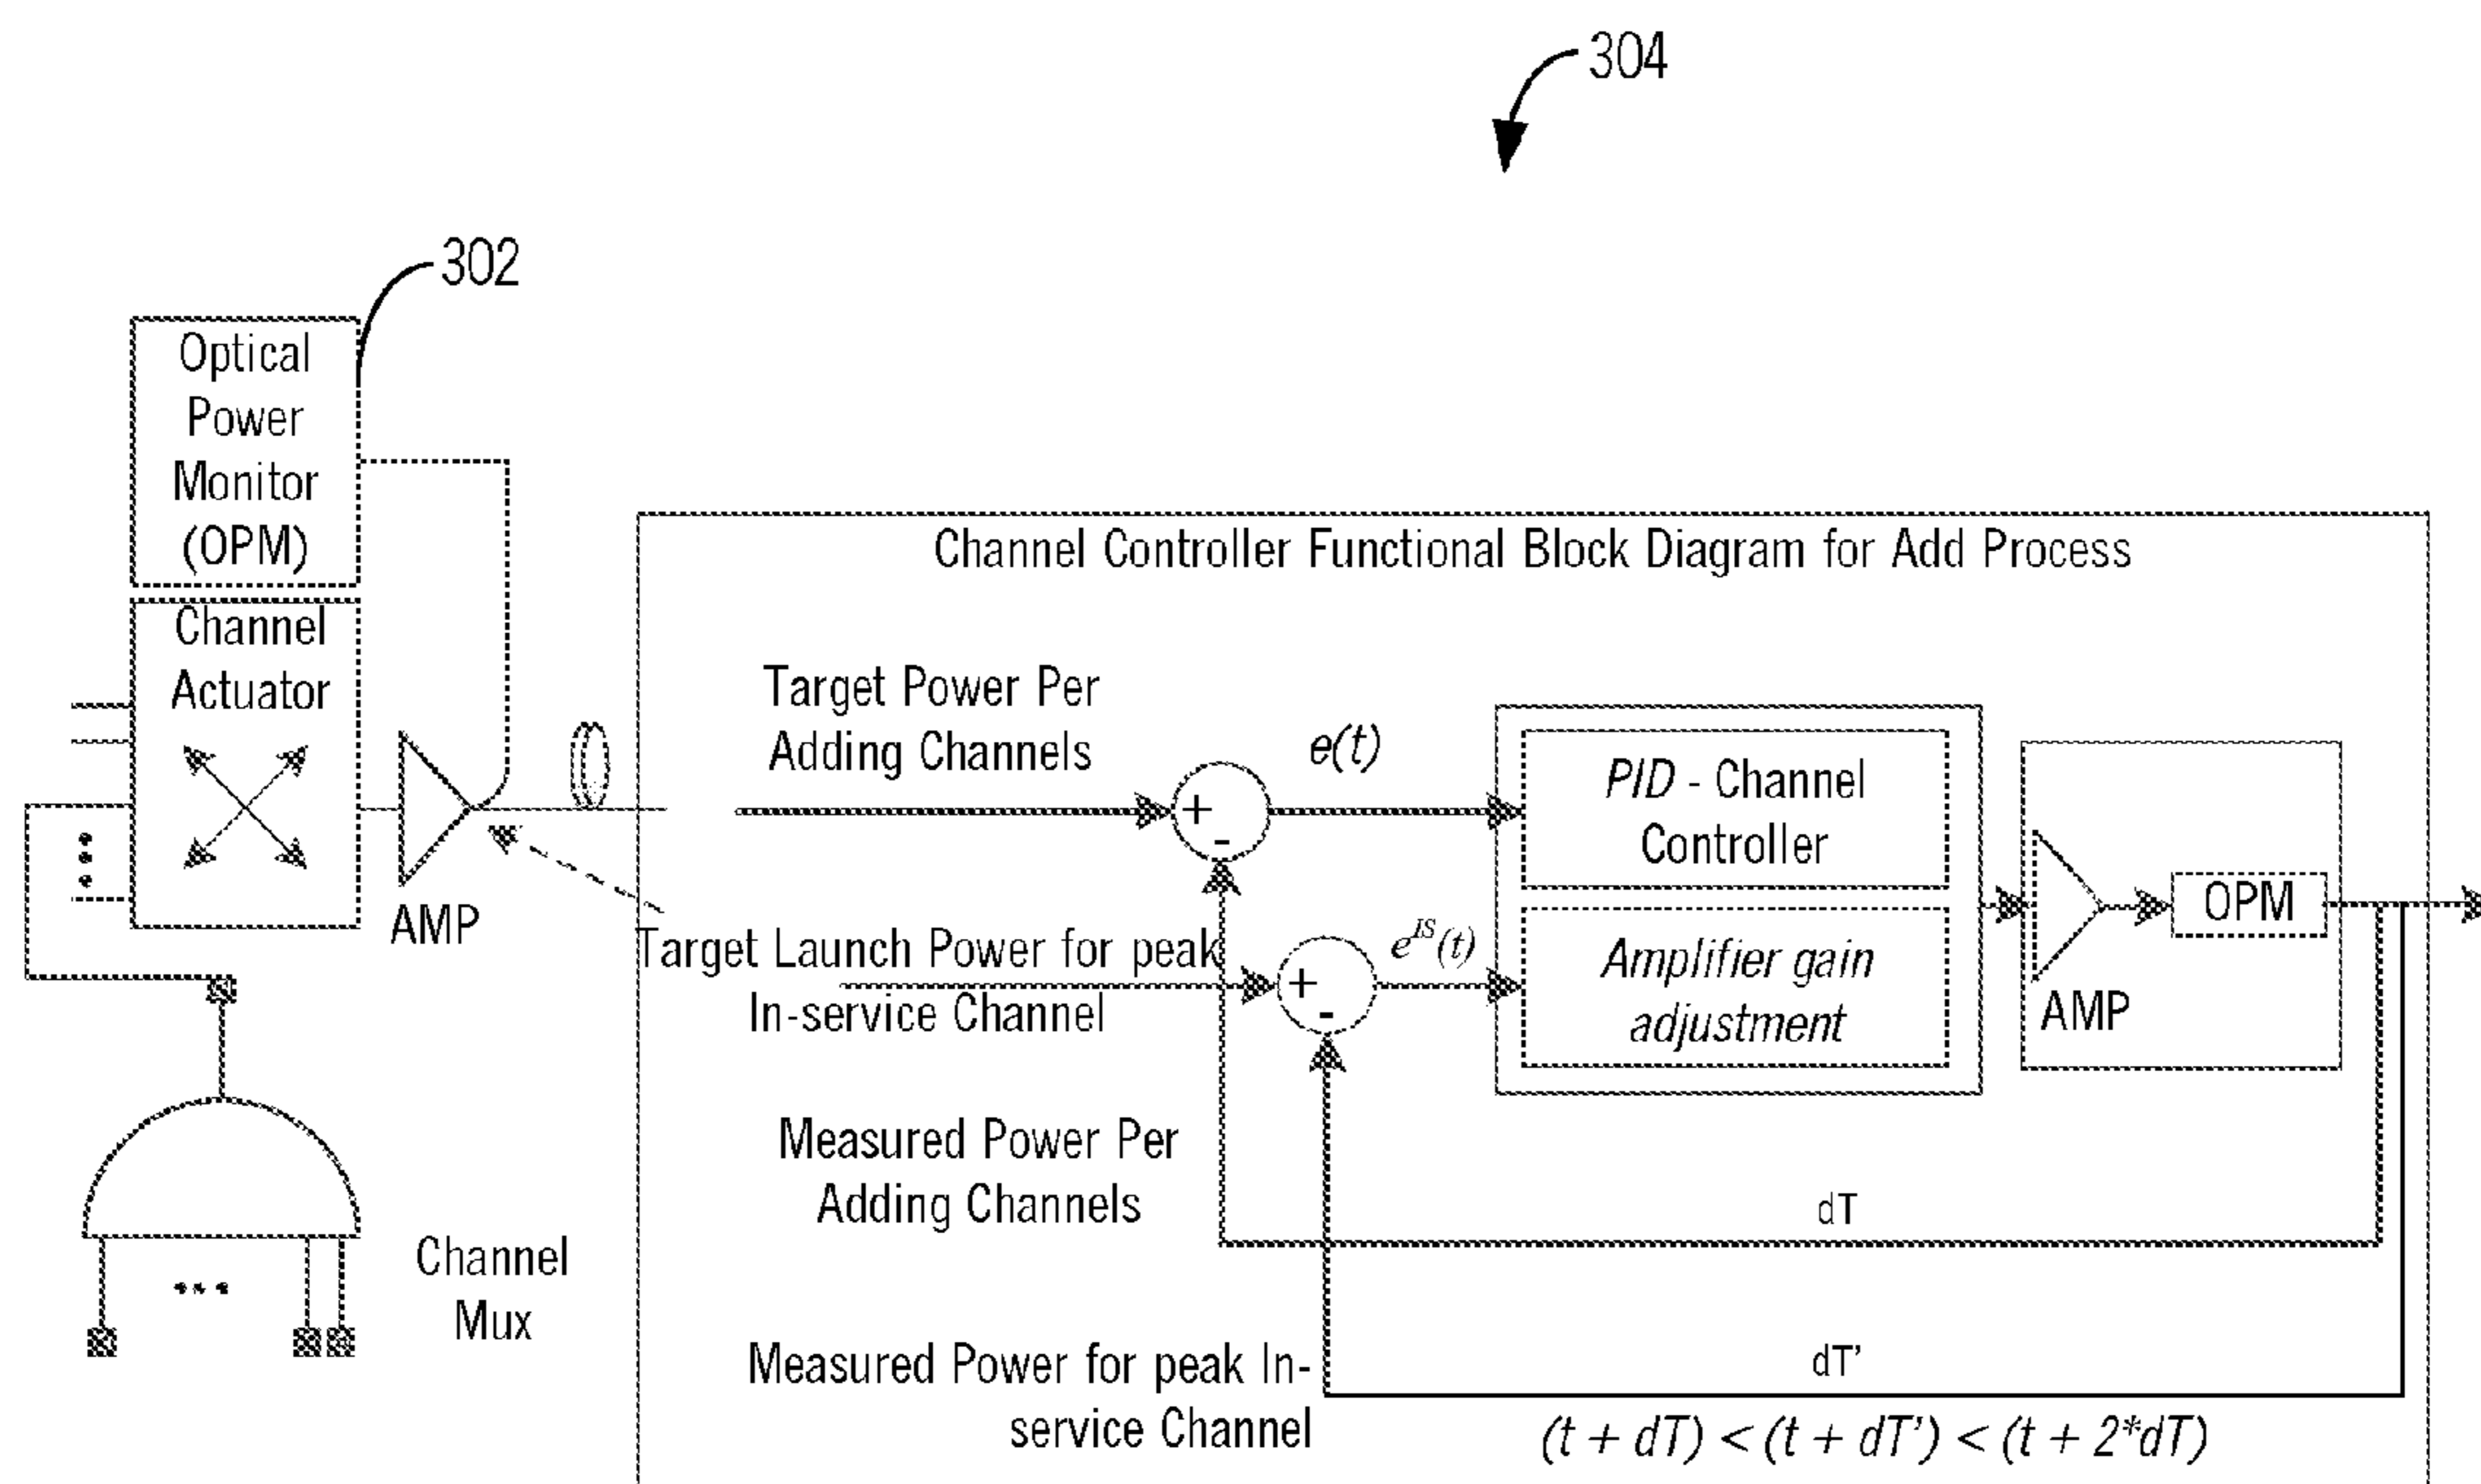 304
302
Optical
Power
Monitor
(OPM)
Channel
Actuator
AMP
Channel
Mux
Channel Controller Functional Block Diagram for Add Process
Target Power Per
Adding Channels
+
-
e(t)
PID - Channel
Controller
Target Launch Power for peak
In-service Channel
+
-
e^IS(t)
Amplifier gain
adjustment
AMP
OPM
Measured Power Per
Adding Channels
dT
Measured Power for peak In-
service Channel
dT'
(t + dT) < (t + dT') < (t + 2*dT)